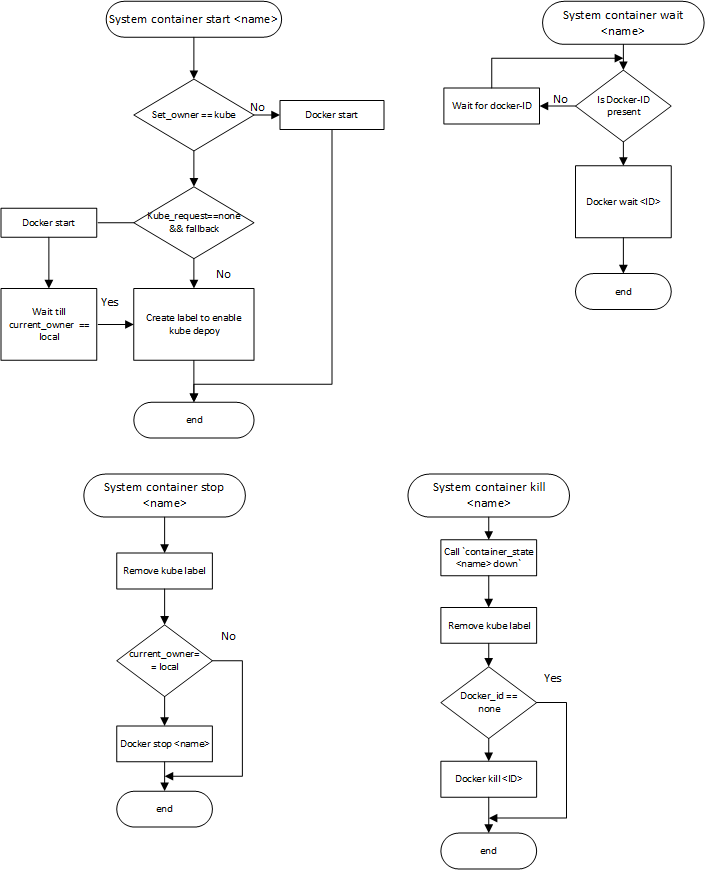 System container start <name>
Set_owner == kube
No
Docker start
Kube_request==none
&& fallback
Docker start
No
Wait till
current_owner ==
local
Yes
Create label to enable
kube depoy
end
System container wait
<name>
Is Docker-ID
present
No
Wait for docker-ID
Docker wait <ID>
end
System container stop
<name>
Remove kube label
current_owner=
= local
No
Docker stop <name>
end
System container kill
<name>
Call `container_state
<name> down`
Remove kube label
Docker_id ==
none
Yes
Docker kill <ID>
end